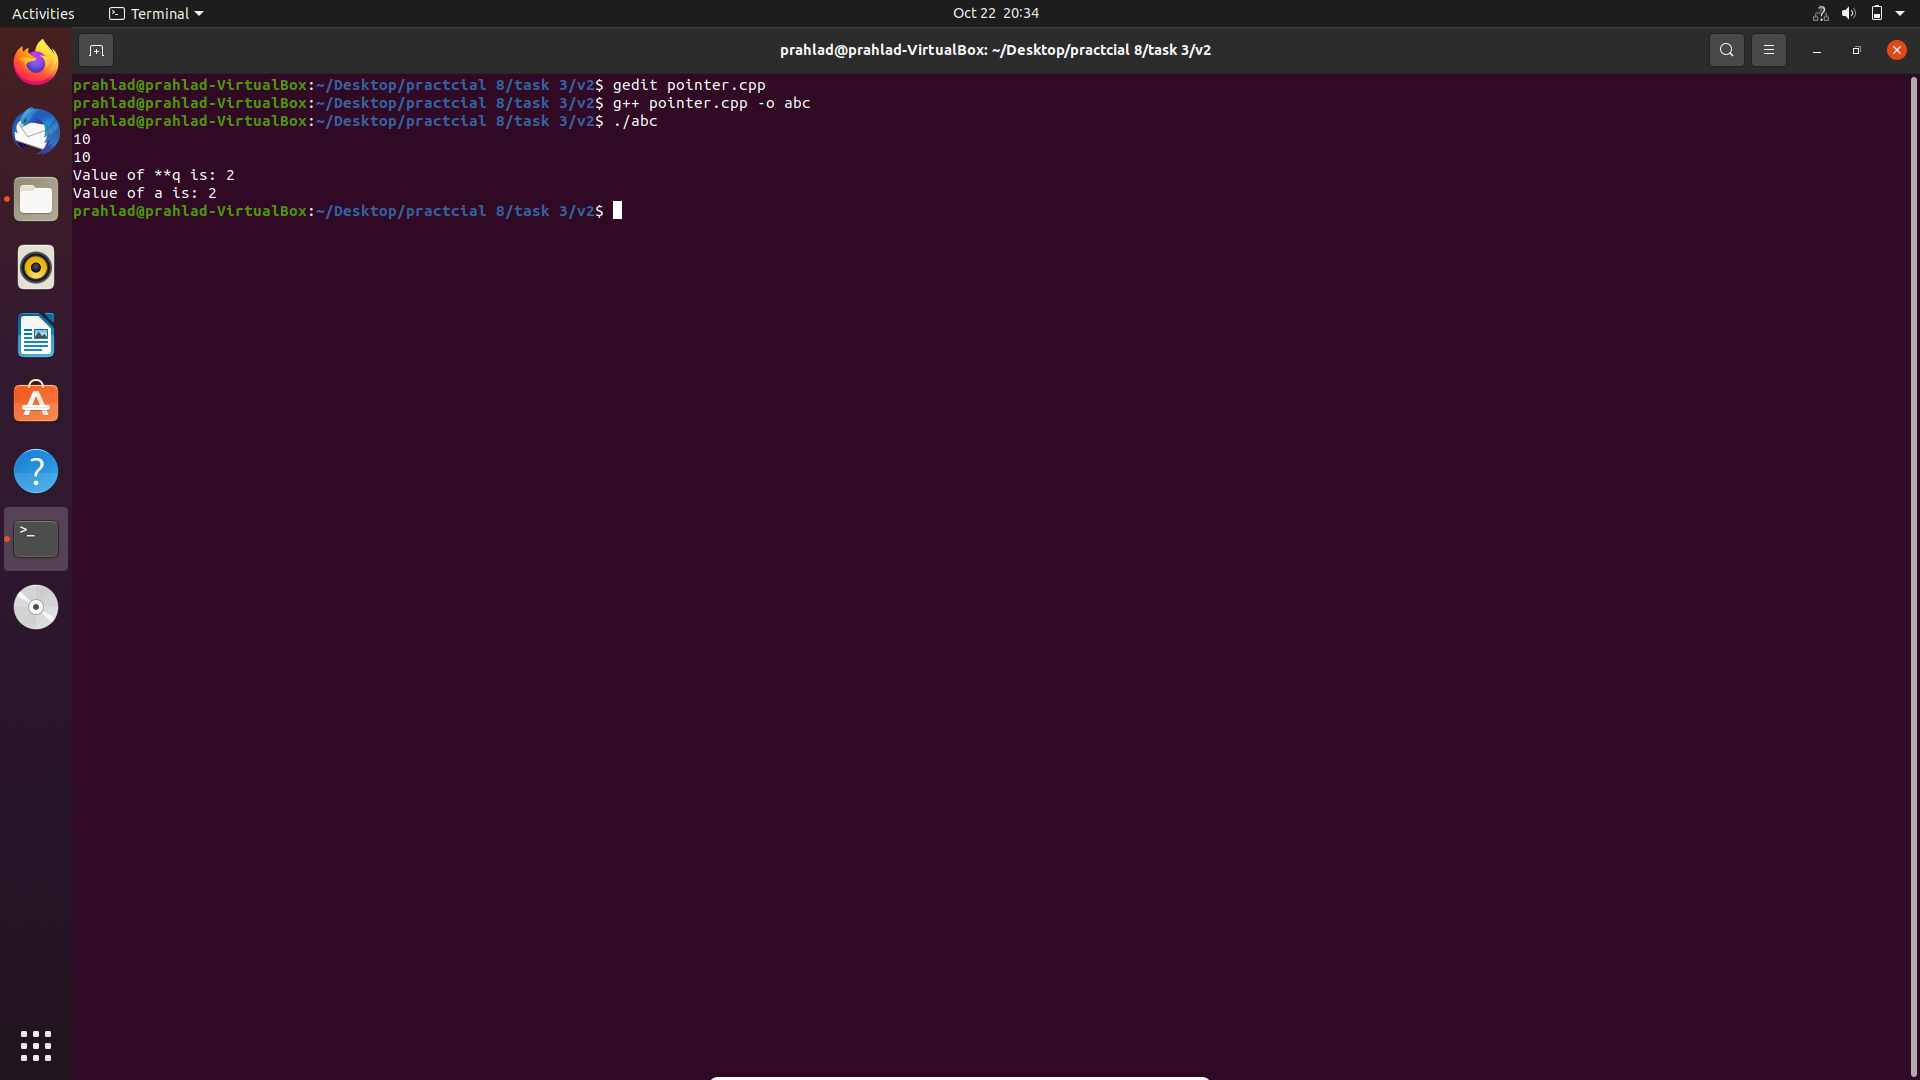 Activities
Terminal
Oct 22 20:34
prahlad@prahlad-VirtualBox: ~/Desktop/practcial 8/task 3/v2
prahlad@prahlad-VirtualBox:~/Desktop/practcial 8/task 3/v2$ gedit pointer.cpp
prahlad@prahlad-VirtualBox:~/Desktop/practcial 8/task 3/v2$ g++ pointer.cpp -o abc
prahlad@prahlad-VirtualBox:~/Desktop/practcial 8/task 3/v2$ ./abc
10
10
Value of **q is: 2
Value of a is: 2
prahlad@prahlad-VirtualBox:~/Desktop/practcial 8/task 3/v2$